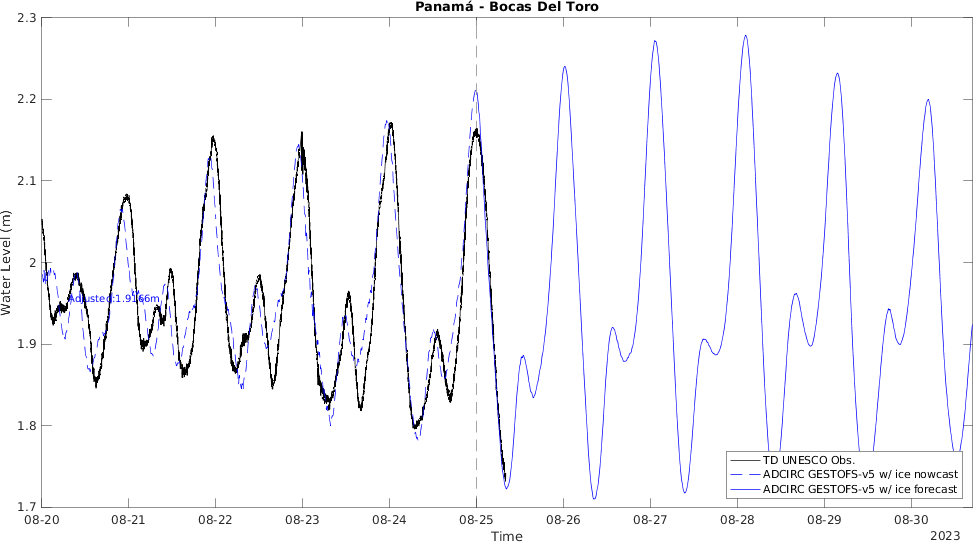 Panamá - Bocas Del Toro
2.3
2.2
2.1
2
1.9
1.8
1.7
Water Level (m)
Adjusted:1.9166m
TD UNESCO Obs.
ADCIRC GESTOFS-v5 w/ ice nowcast
ADCIRC GESTOFS-v5 w/ ice forecast
08-20 08-21 08-22 08-23 08-24 08-25 08-26 08-27 08-28 08-29 08-30
Time
2023